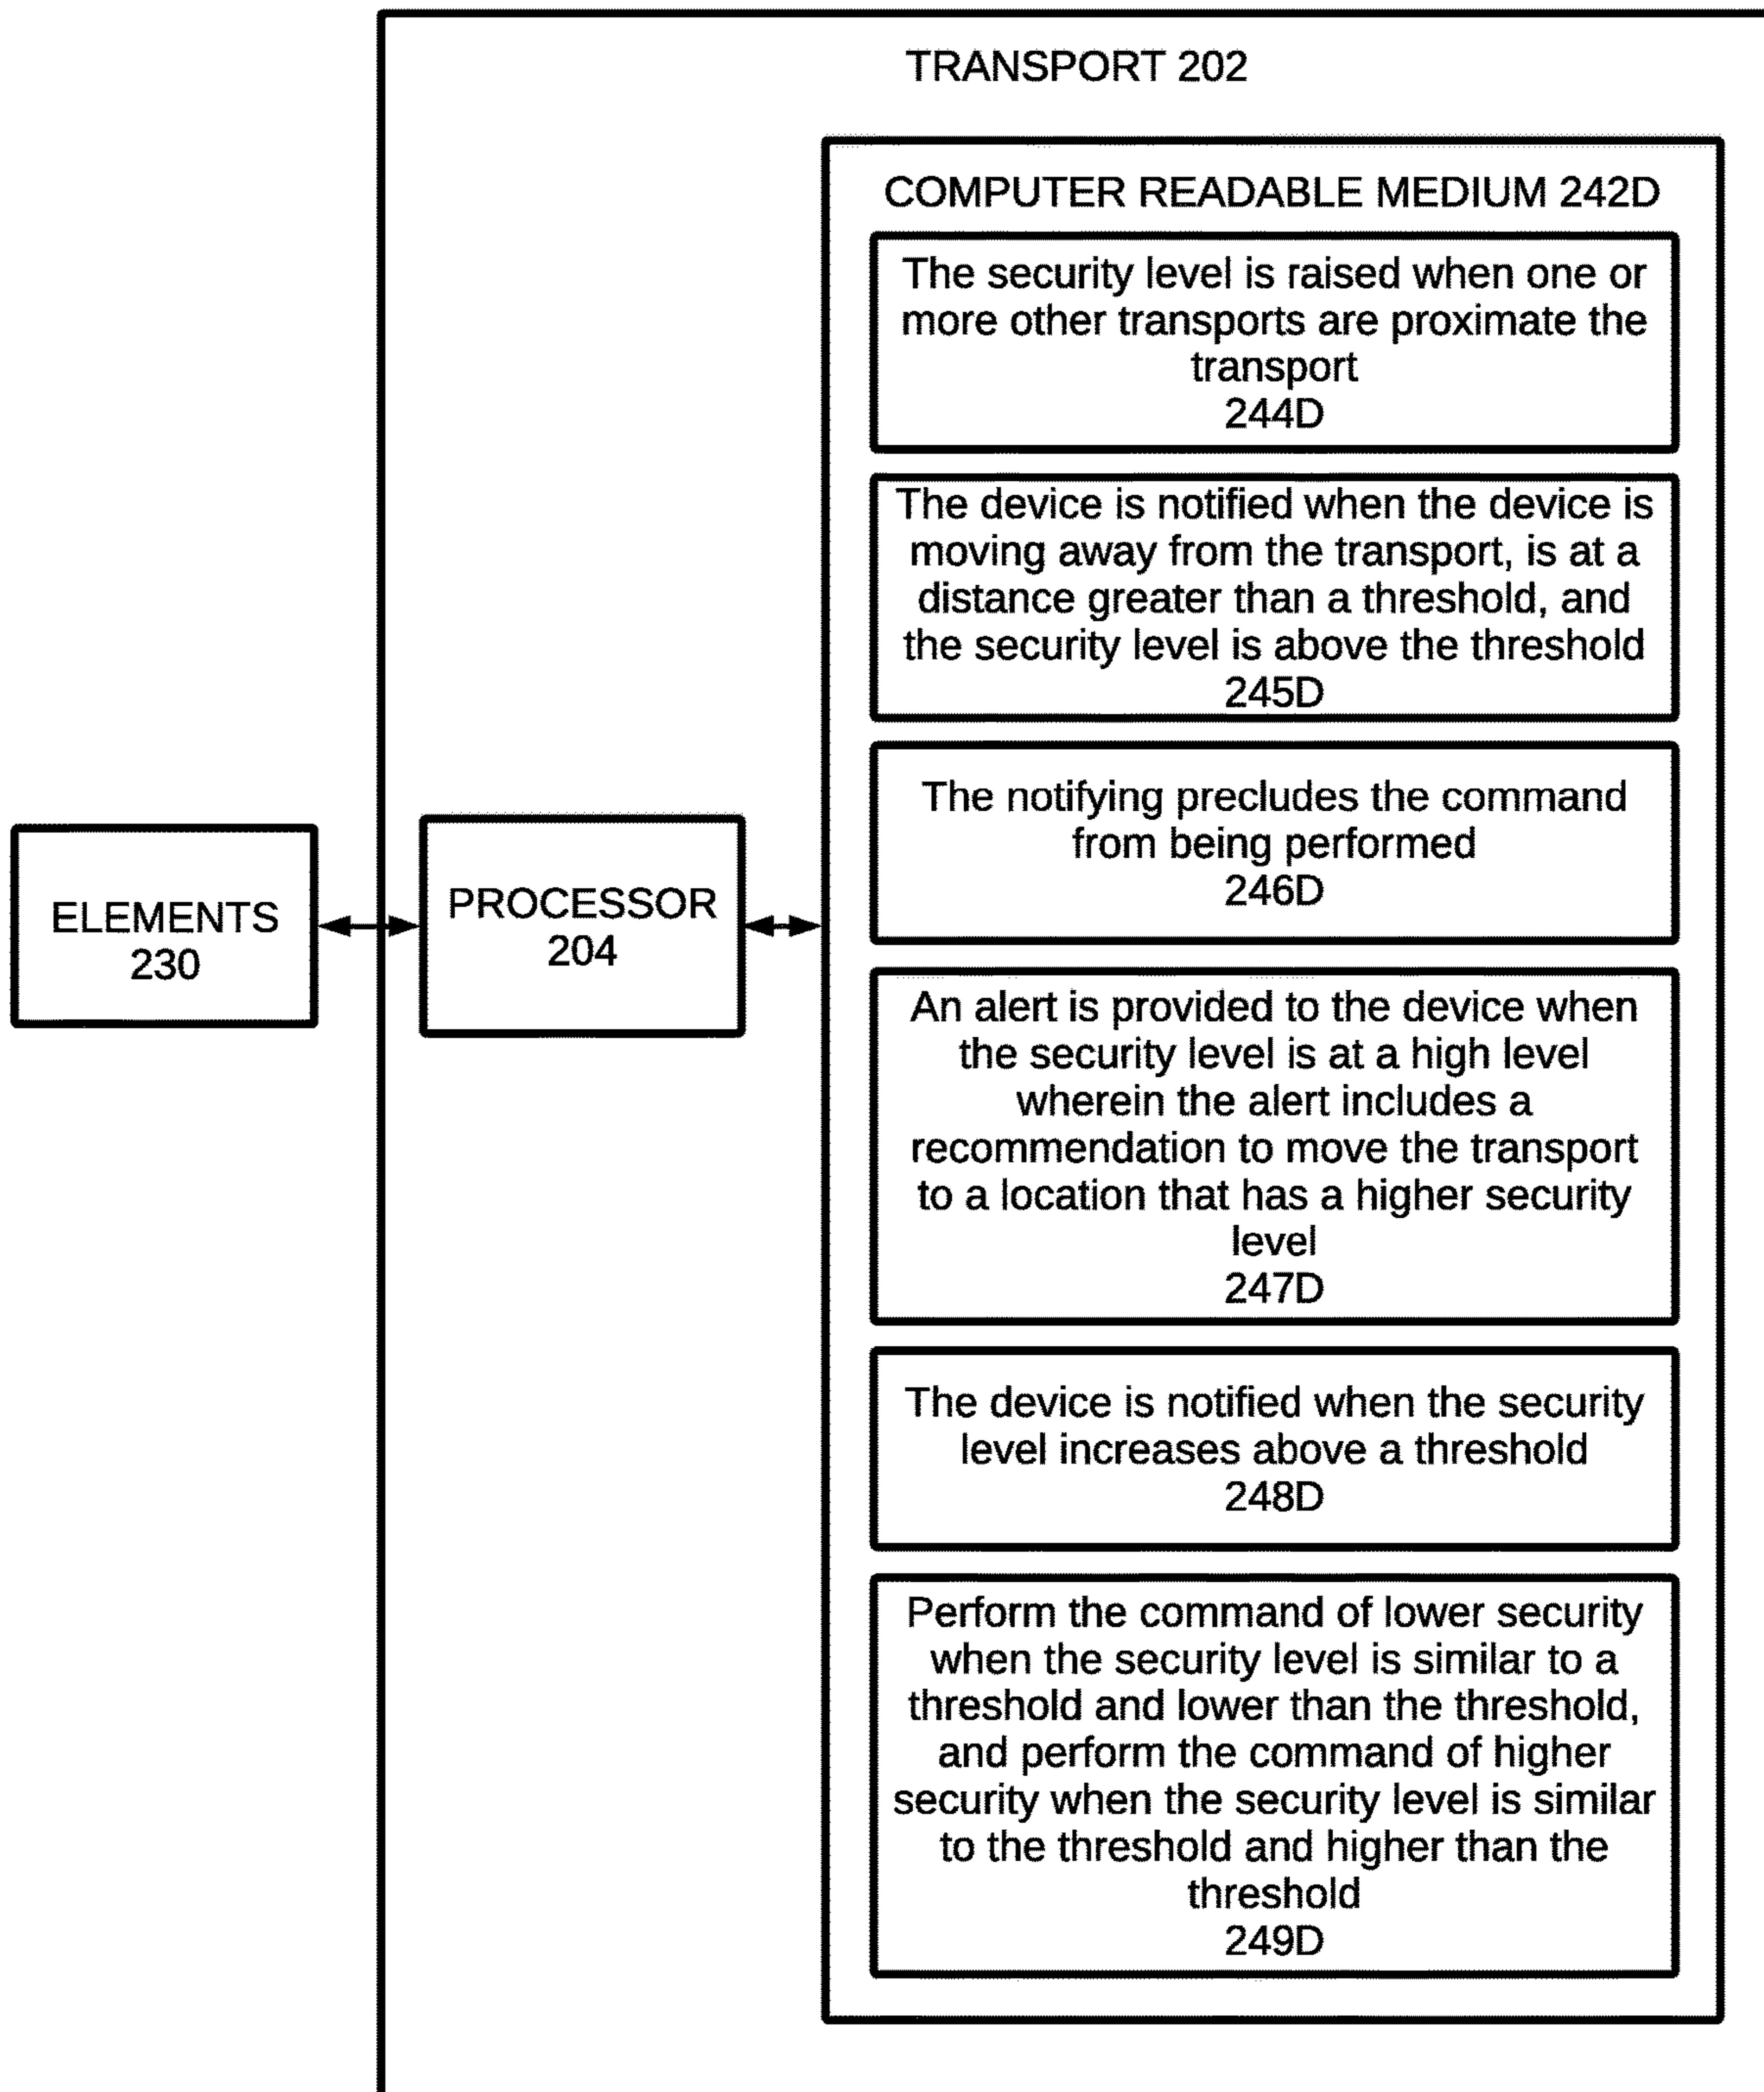 TRANSPORT 202
COMPUTER READABLE MEDIUM 242D
The security level is raised when one or
more other transports are proximate the
transport
244D
The device is notified when the device is
moving away from the transport, is at a
distance greater than a threshold, and
the security level is above the threshold
245D
The notifying precludes the command
from being performed
246D
ELEMENTS
230
PROCESSOR
204
An alert is provided to the device when
the security level is at a high level
wherein the alert includes a
recommendation to move the transport
to a location that has a higher security
level
247D
The device is notified when the security
level increases above a threshold
248D
Perform the command of lower security
when the security level is similar to a
threshold and lower than the threshold,
and perform the command of higher
security when the security level is similar
to the threshold and higher than the
threshold
249D